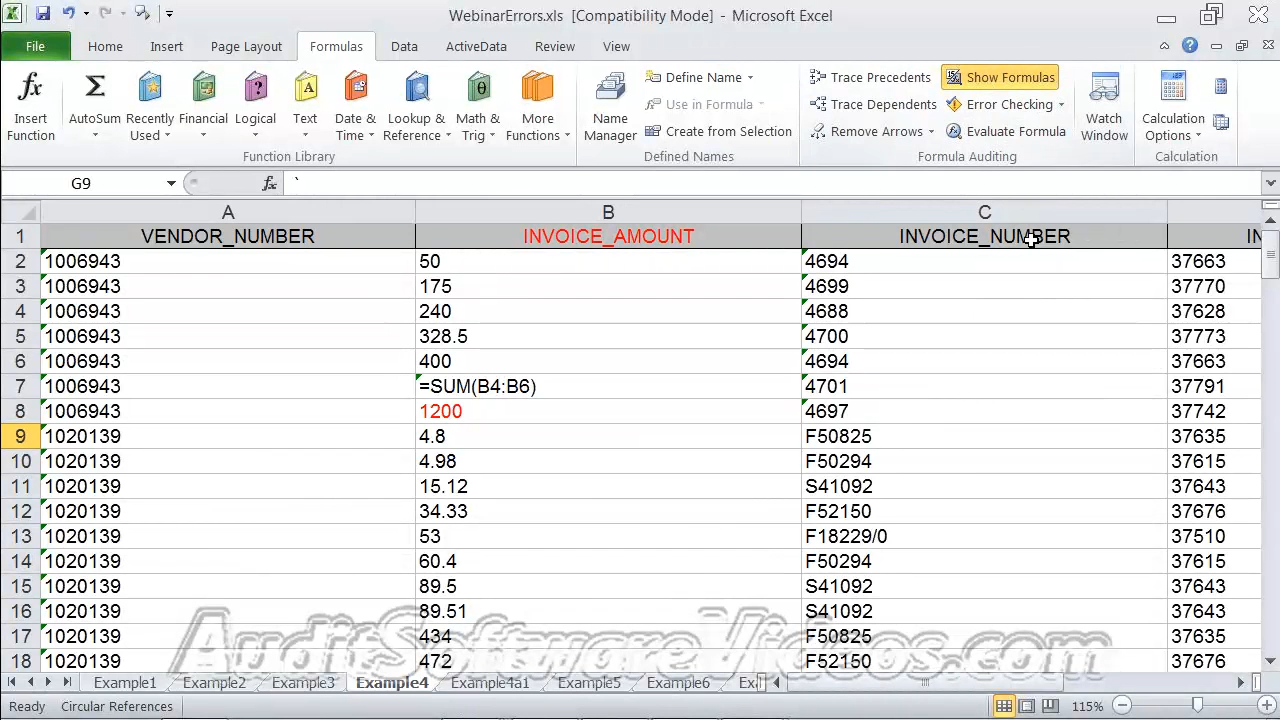 WebinarErrors.xls [Compatibility Mode] - Microsoft Excel
File Home Insert Page Layout Formulas Data ActiveData Review View
Insert Function
AutoSum
Recently Used
Financial
Logical
Text
Date & Time
Lookup & Reference
Math & Trig
More Functions
Function Library
Name Manager
Define Name
Use in Formula
Create from Selection
Defined Names
Trace Precedents
Trace Dependents
Remove Arrows
Show Formulas
Error Checking
Evaluate Formula
Formula Auditing
Watch Window
Calculation Options
Calculation
G9 fx `
A B C
1 VENDOR_NUMBER INVOICE_AMOUNT INVOICE_NUMBER IN
2 1006943 50 4694 37663
3 1006943 175 4699 37770
4 1006943 240 4688 37628
5 1006943 328.5 4700 37773
6 1006943 400 4694 37663
7 1006943 =SUM(B4:B6) 4701 37791
8 1006943 1200 4697 37742
9 1020139 4.8 F50825 37635
10 1020139 4.98 F50294 37615
11 1020139 15.12 S41092 37643
12 1020139 34.33 F52150 37676
13 1020139 53 F18229/0 37510
14 1020139 60.4 F50294 37615
15 1020139 89.5 S41092 37643
16 1020139 89.51 S41092 37643
17 1020139 434 F50825 37635
18 1020139 472 F52150 37676
AuditSoftwareVideos.com
Example1 Example2 Example3 Example4 Example4a1 Example5 Example6 Ex
Ready Circular References 115%